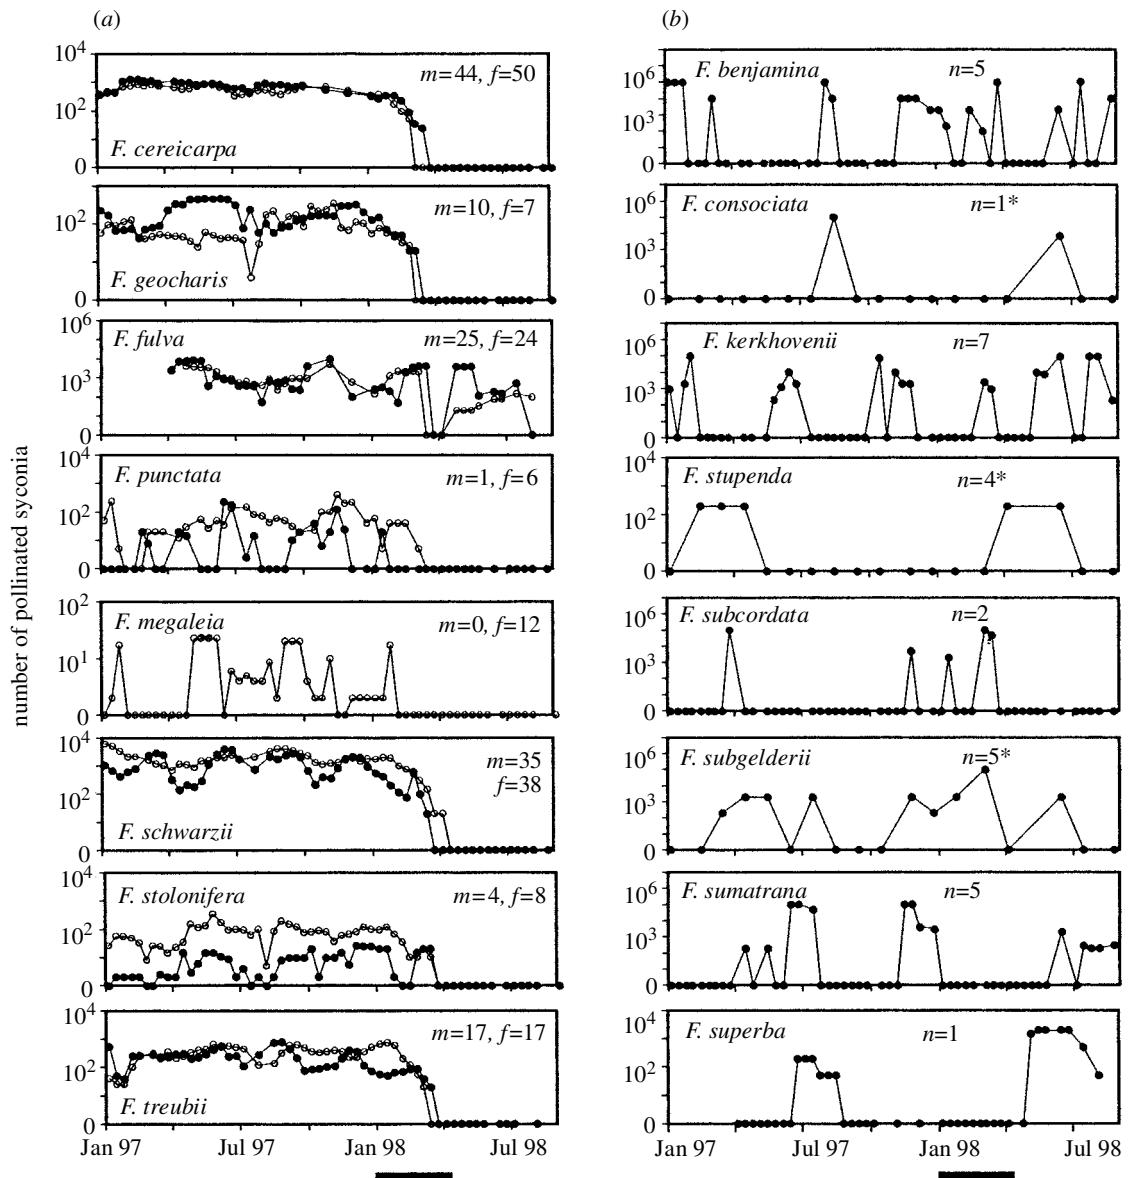 (a)
number of pollinated syconia
10^4
10^2
0
m=44, f=50
F. cereicarpa
10^2
0
m=10, f=7
F. geocharis
10^6
10^3
0
F. fulva
m=25, f=24
10^4
10^2
0
F. punctata
m=1, f=6
10^2
10^1
0
F. megaleia
m=0, f=12
10^4
10^2
0
m=35
f=38
F. schwarzii
10^4
10^2
0
F. stolonifera
m=4, f=8
10^4
10^2
0
m=17, f=17
F. treubii
Jan 97 Jul 97 Jan 98 Jul 98
(b)
10^6
10^3
0
F. benjamina n=5
10^6
10^3
0
F. consociata n=1*
10^6
10^3
0
F. kerkhovenii n=7
10^4
10^2
0
F. stupenda n=4*
10^6
10^3
0
F. subcordata n=2
10^6
10^3
0
F. subgelderii n=5*
10^6
10^3
0
F. sumatrana n=5
10^4
10^2
0
F. superba n=1
Jan 97 Jul 97 Jan 98 Jul 98